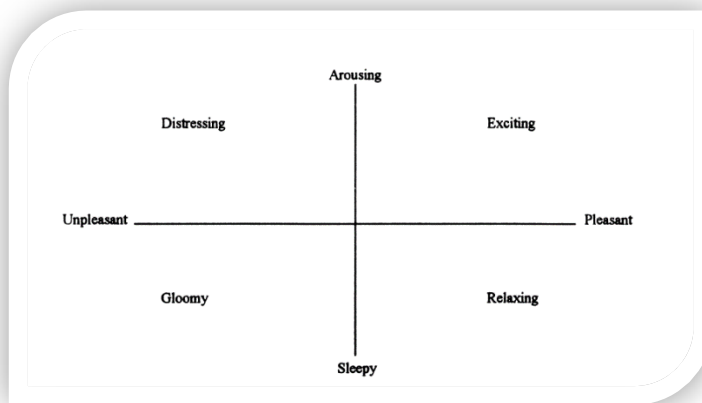 Arousing
Distressing Exciting
Unpleasant Pleasant
Gloomy Relaxing
Sleepy